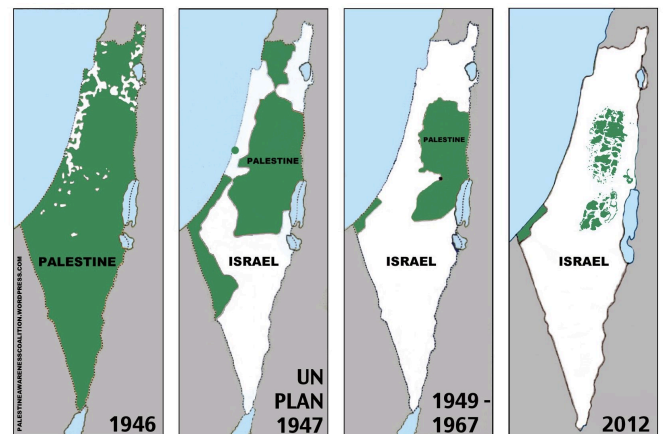 PALESTINEAWARENESSCOALITION.WORDPRESS.COM
PALESTINE
1946
PALESTINE
ISRAEL
UN
PLAN
1947
PALESTINE
ISRAEL
1949 -
1967
ISRAEL
2012